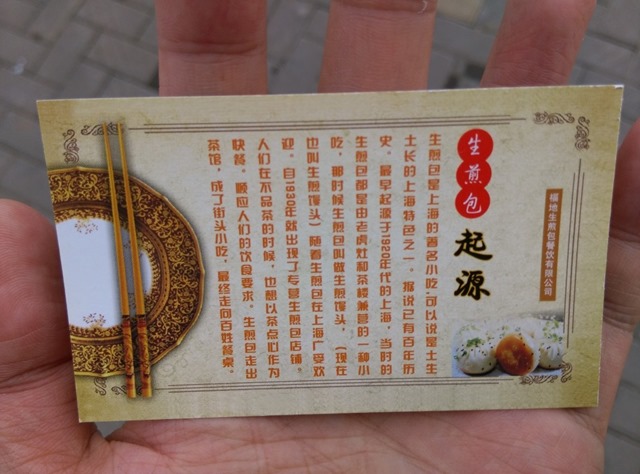 福地生煎包餐饮有限公司
生煎包
起源
生煎包是上海的著名小吃,可以说是土生
土长的上海特色之一。据说已有百年历
史。最早起源于1920年代的上海,当时的
生煎包都是由老虎灶和茶楼兼营的一种小
吃,那时候生煎包叫做生煎馒头,(现在
也叫生煎馒头)随着生煎包在上海广受欢
迎。自1930年就出现了专营生煎包店铺。
人们在不品茶的时候,也想以茶点心作为
快餐。顺应人们的饮食要求,生煎包走出
茶馆,成了街头小吃,最终走向百姓餐桌。